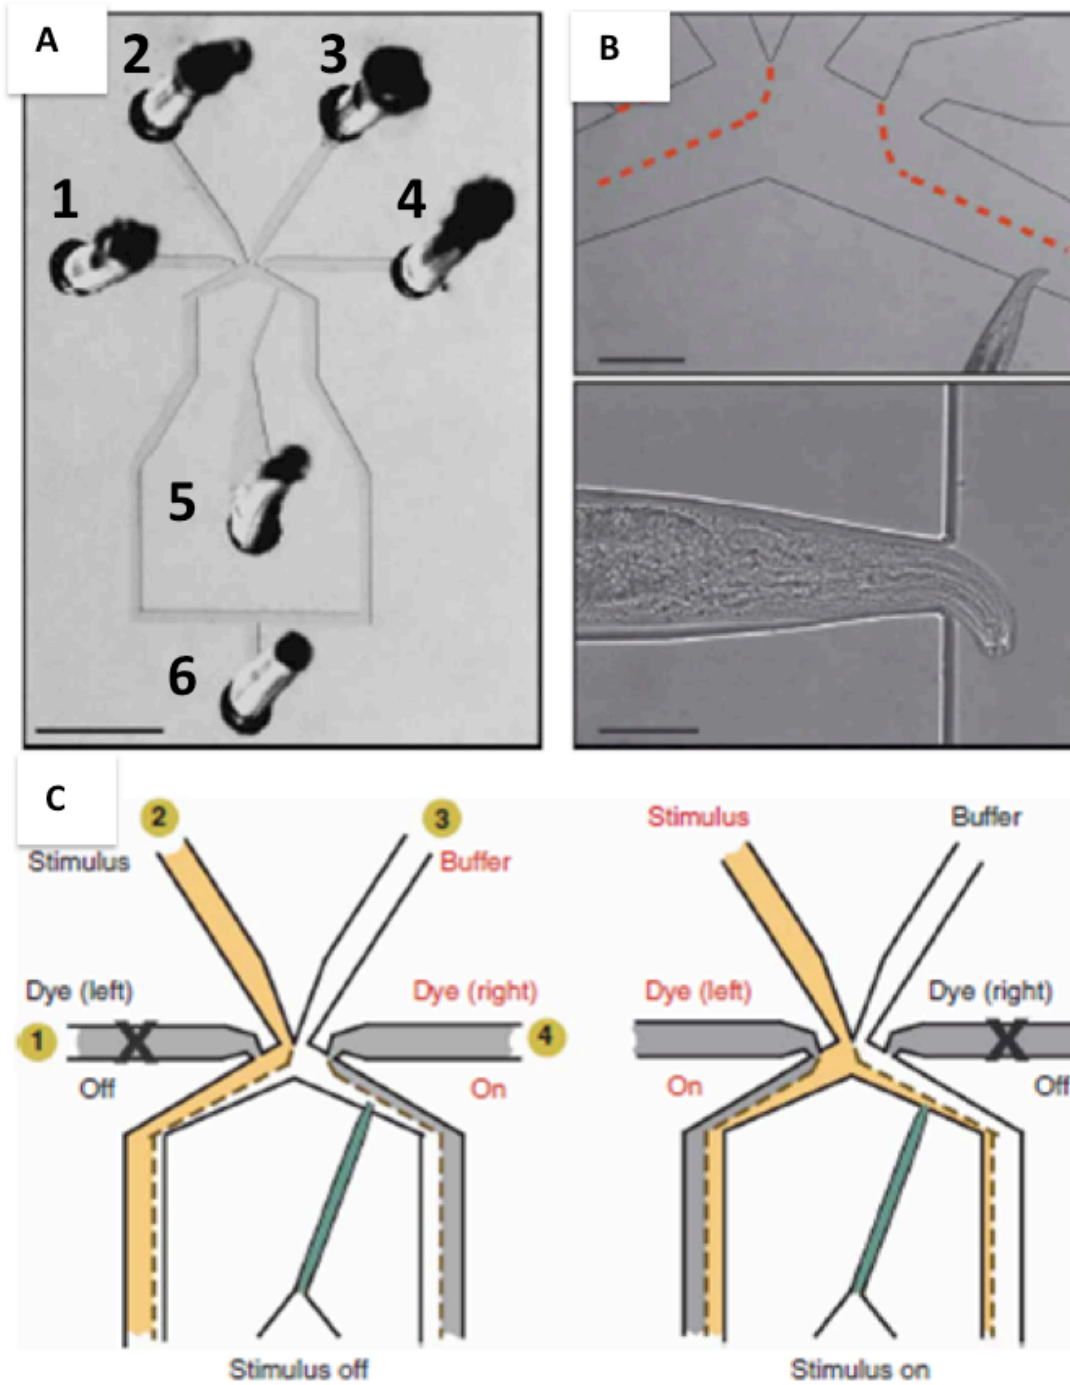 A
B
2
3
1
4
5
6
C
2
3
Stimulus
Buffer
Stimulus
Buffer
Dye (left)
Dye (right)
Dye (left)
Dye (right)
1
X
4
X
Off
On
On
Off
Stimulus off
Stimulus on